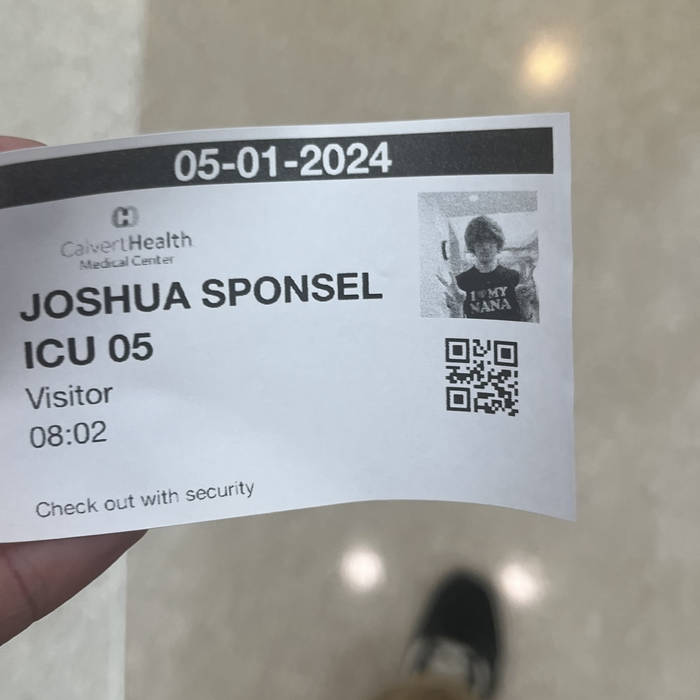 05-01-2024
CalvertHealth
Medical Center
JOSHUA SPONSEL
ICU 05
Visitor
08:02
Check out with security
I ♥ MY
NANA